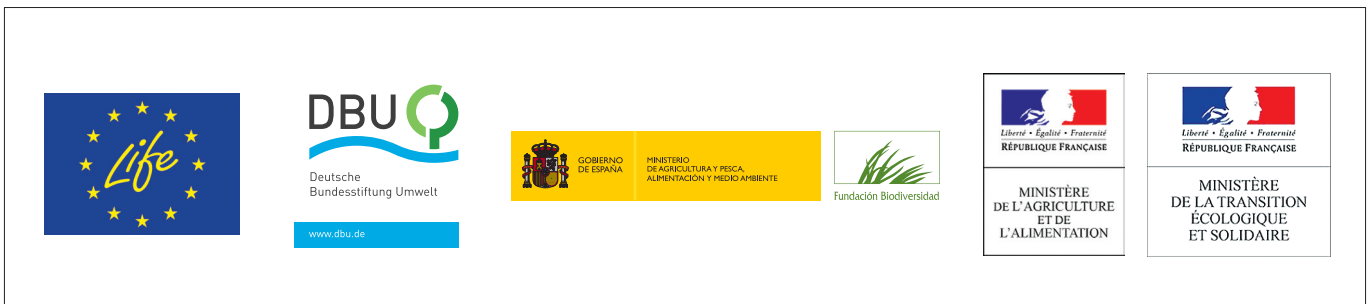 Life
DBU
Deutsche
Bundesstiftung Umwelt
www.dbu.de
GOBIERNO
DE ESPAÑA
MINISTERIO
DE AGRICULTURA Y PESCA,
ALIMENTACIÓN Y MEDIO AMBIENTE
Fundación Biodiversidad
Liberté • Égalité • Fraternité
RÉPUBLIQUE FRANÇAISE
MINISTÈRE
DE L'AGRICULTURE
ET DE
L'ALIMENTATION
Liberté • Égalité • Fraternité
RÉPUBLIQUE FRANÇAISE
MINISTÈRE
DE LA TRANSITION
ÉCOLOGIQUE
ET SOLIDAIRE